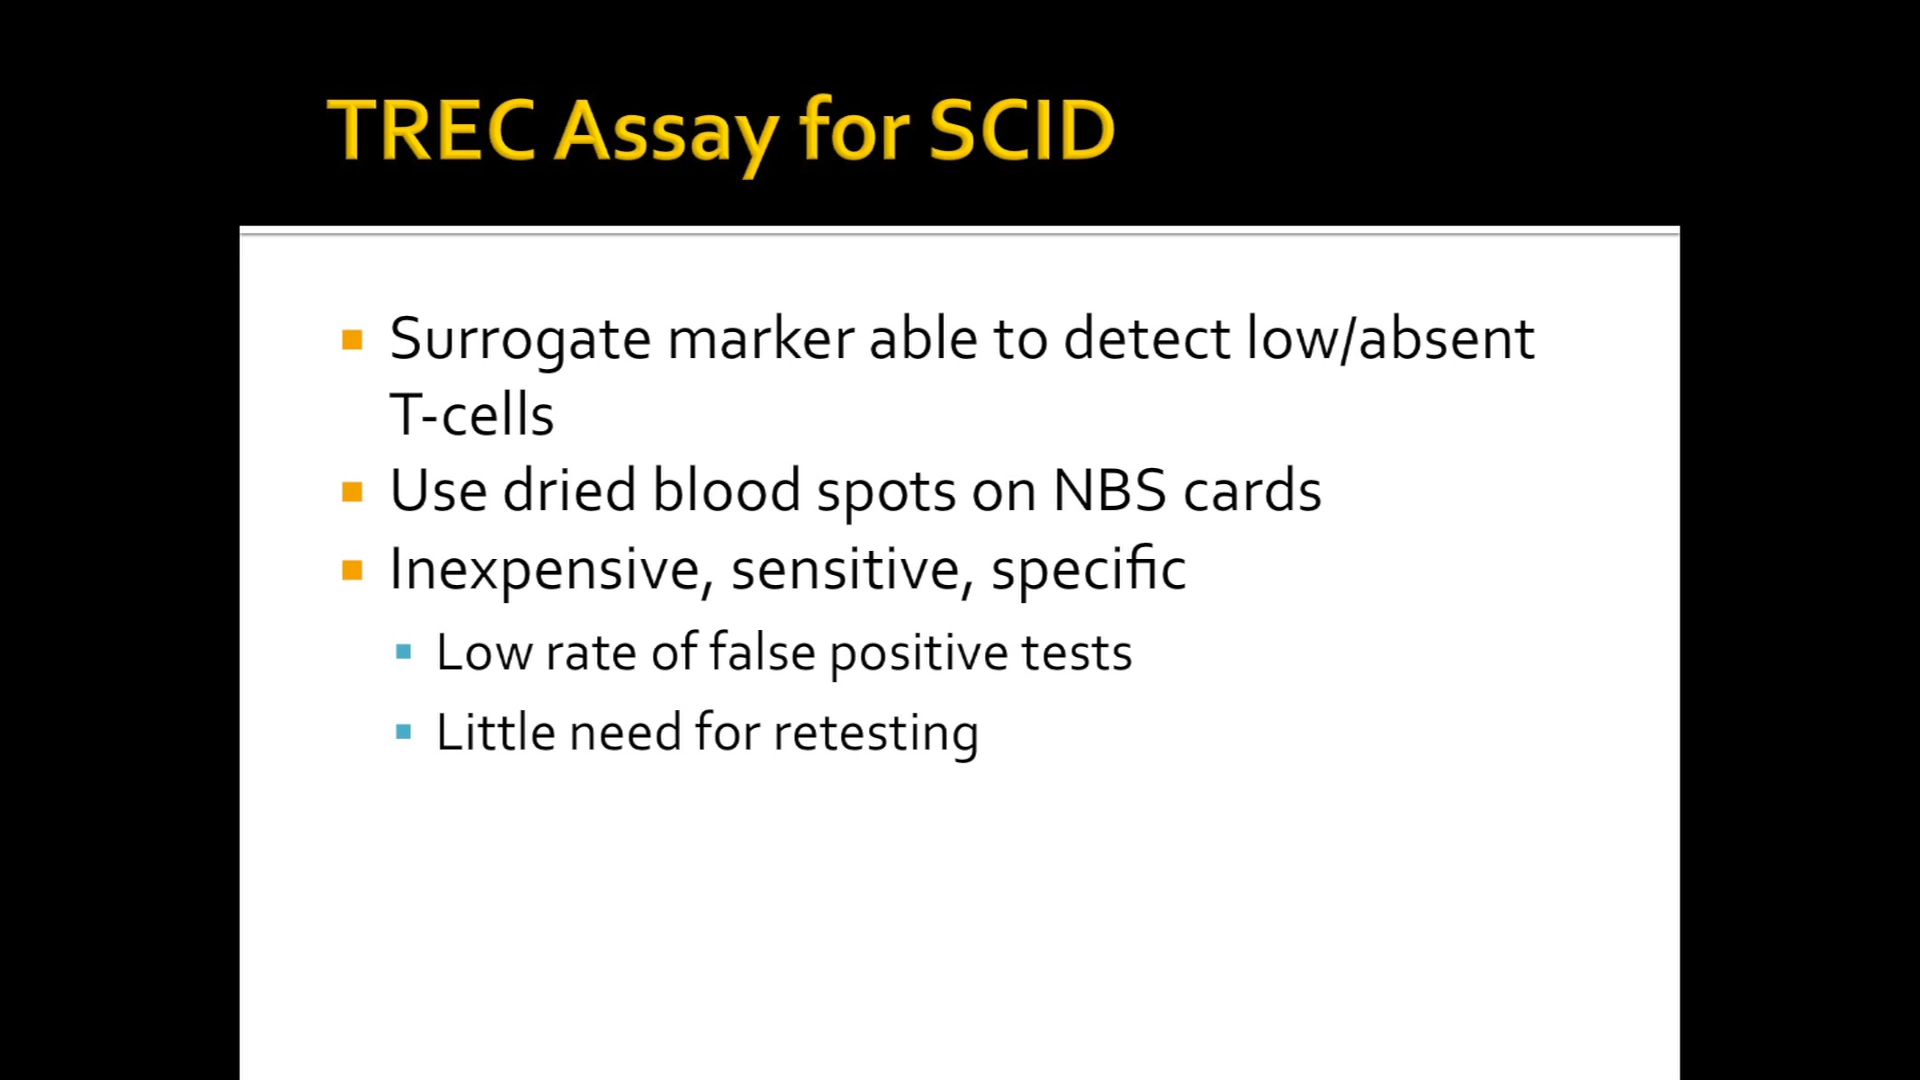 TREC Assay for SCID
Surrogate marker able to detect low/absent
T-cells
Use dried blood spots on NBS cards
Inexpensive, sensitive, specific
Low rate of false positive tests
Little need for retesting